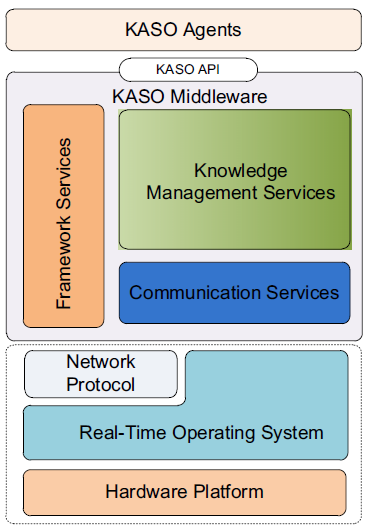 KASO Agents
KASO API
KASO Middleware
Framework Services
Knowledge
Management Services
Communication Services
Network
Protocol
Real-Time Operating System
Hardware Platform